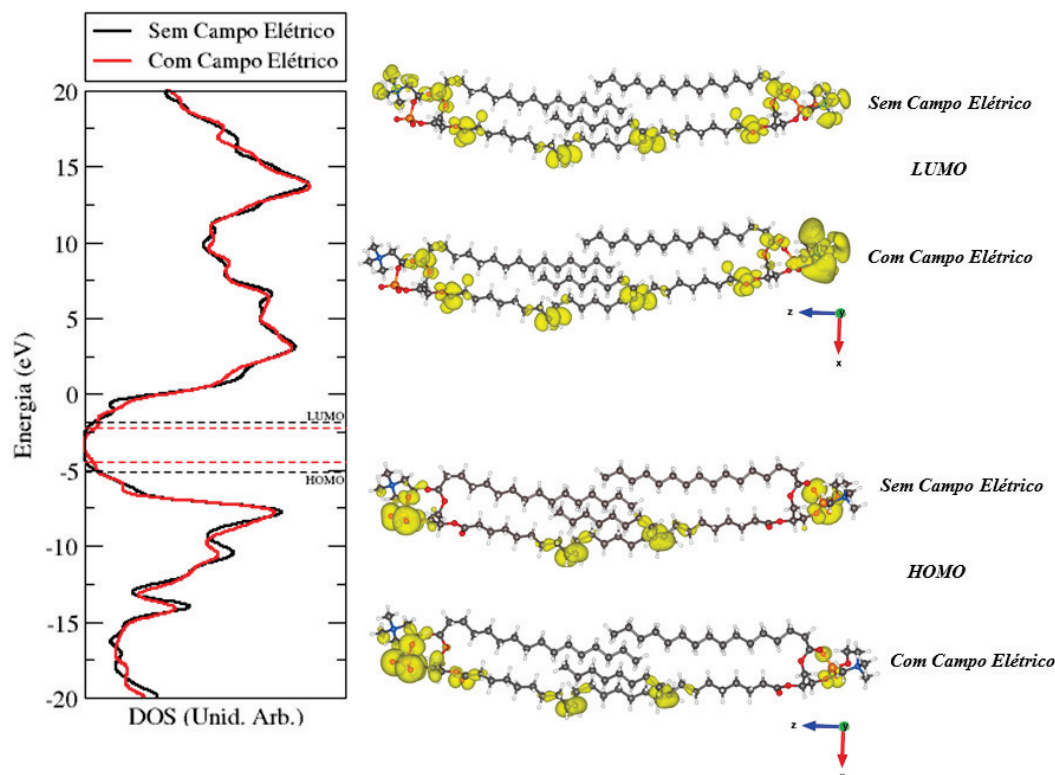 Sem Campo Elétrico
Com Campo Elétrico
20
15
10
5
0
-5
-10
-15
-20
Energia (eV)
DOS (Unid. Arb.)
LUMO
HOMO
Sem Campo Elétrico
LUMO
Com Campo Elétrico
z
y
x
Sem Campo Elétrico
HOMO
Com Campo Elétrico
z
y